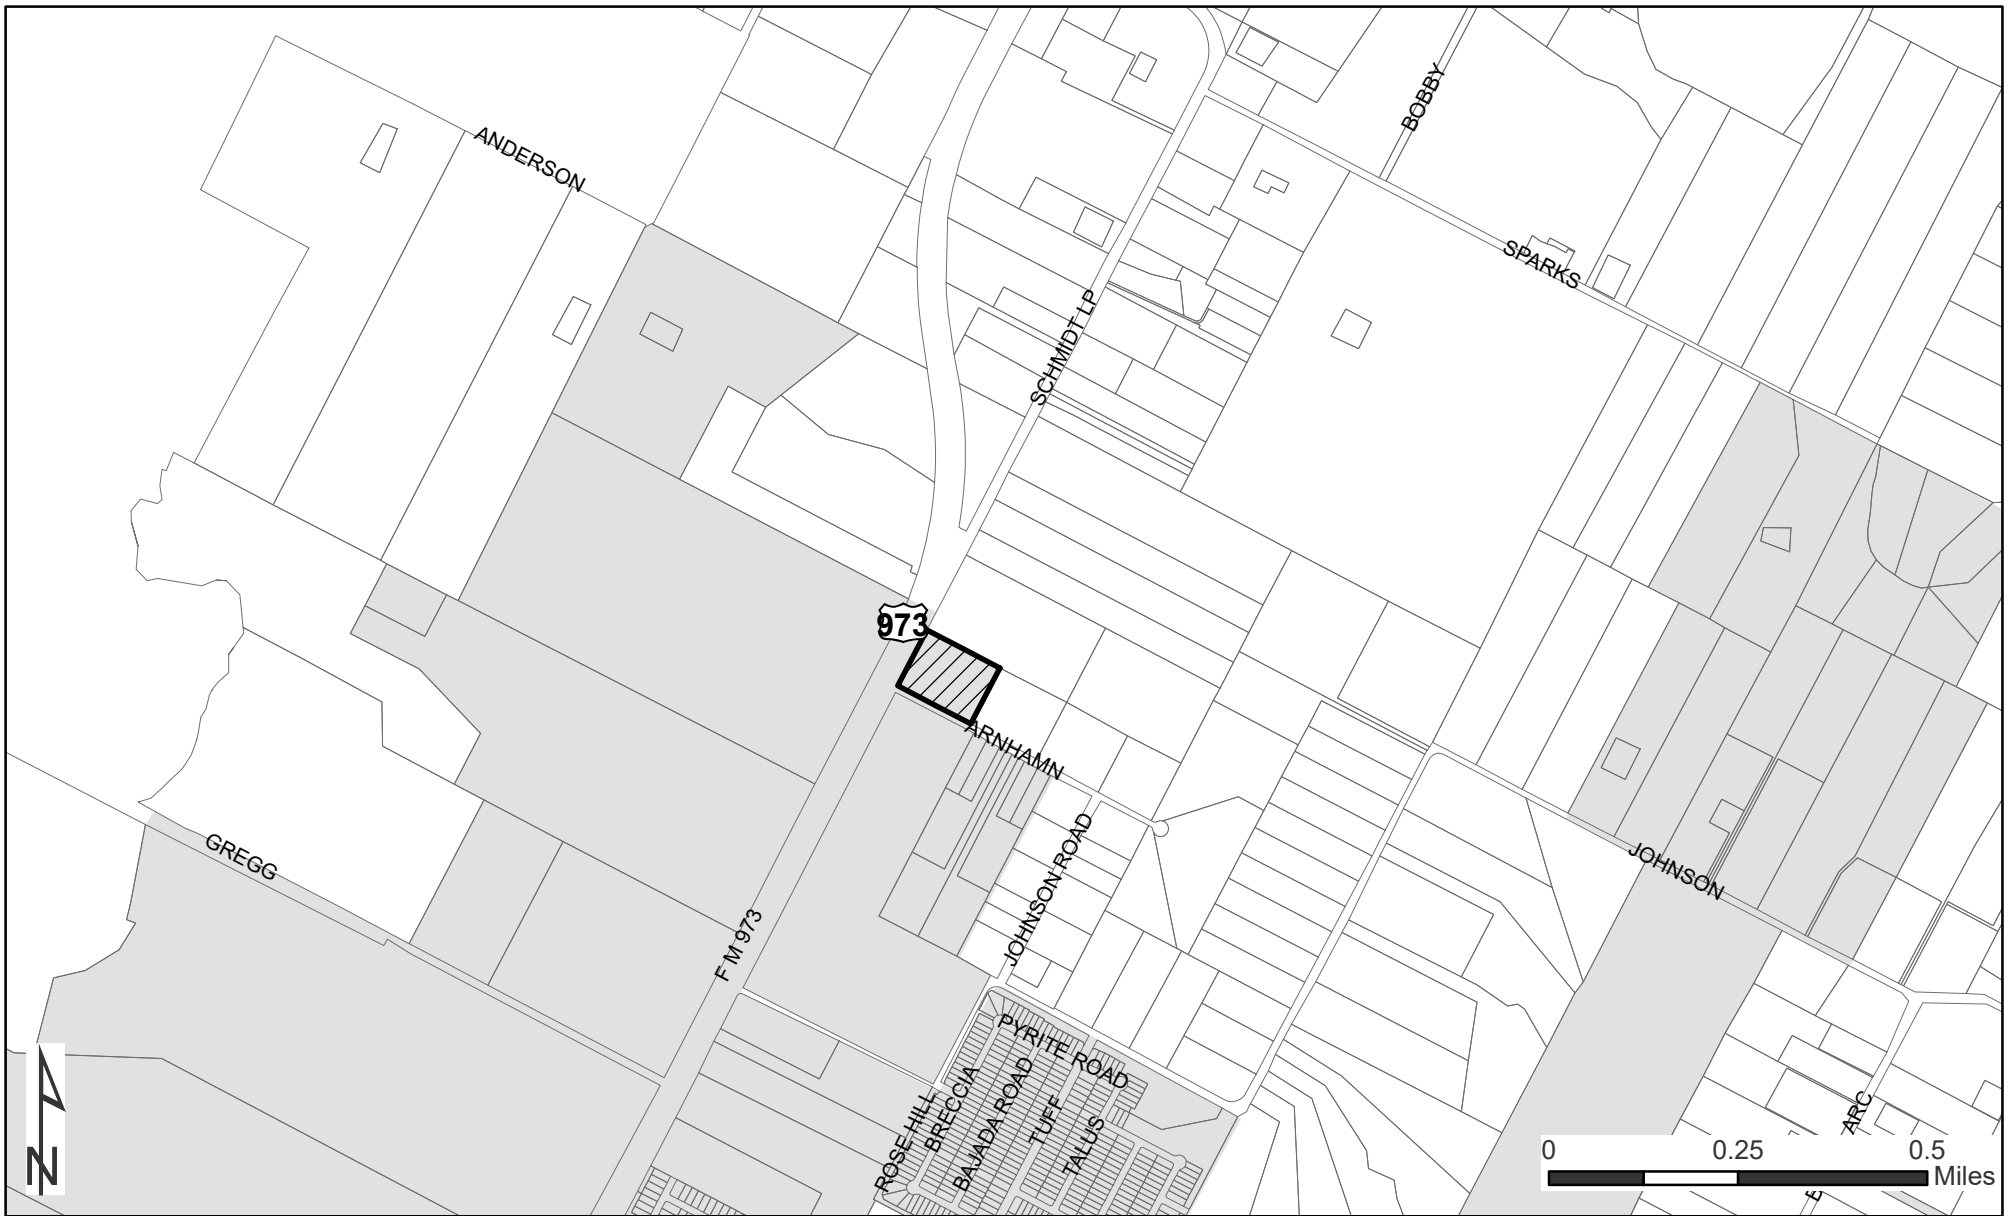 BOBBY
ANDERSON
SPARKS
SCHMIDT LP
973
ARNHAMN
GREGG
JOHNSON ROAD
JOHNSON
F M 973
PYRITE ROAD
ROSE HILL
BRECCIA
BAJADA ROAD
TUFF
TALUS
ARC
N
0 0.25 0.5
Miles